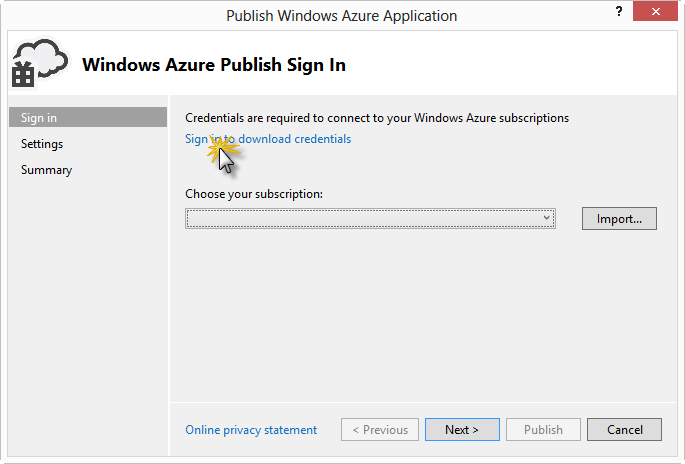 Publish Windows Azure Application
?
Windows Azure Publish Sign In
Sign in
Settings
Summary
Credentials are required to connect to your Windows Azure subscriptions
Sign in to download credentials
Choose your subscription:
Import...
Online privacy statement
< Previous
Next >
Publish
Cancel